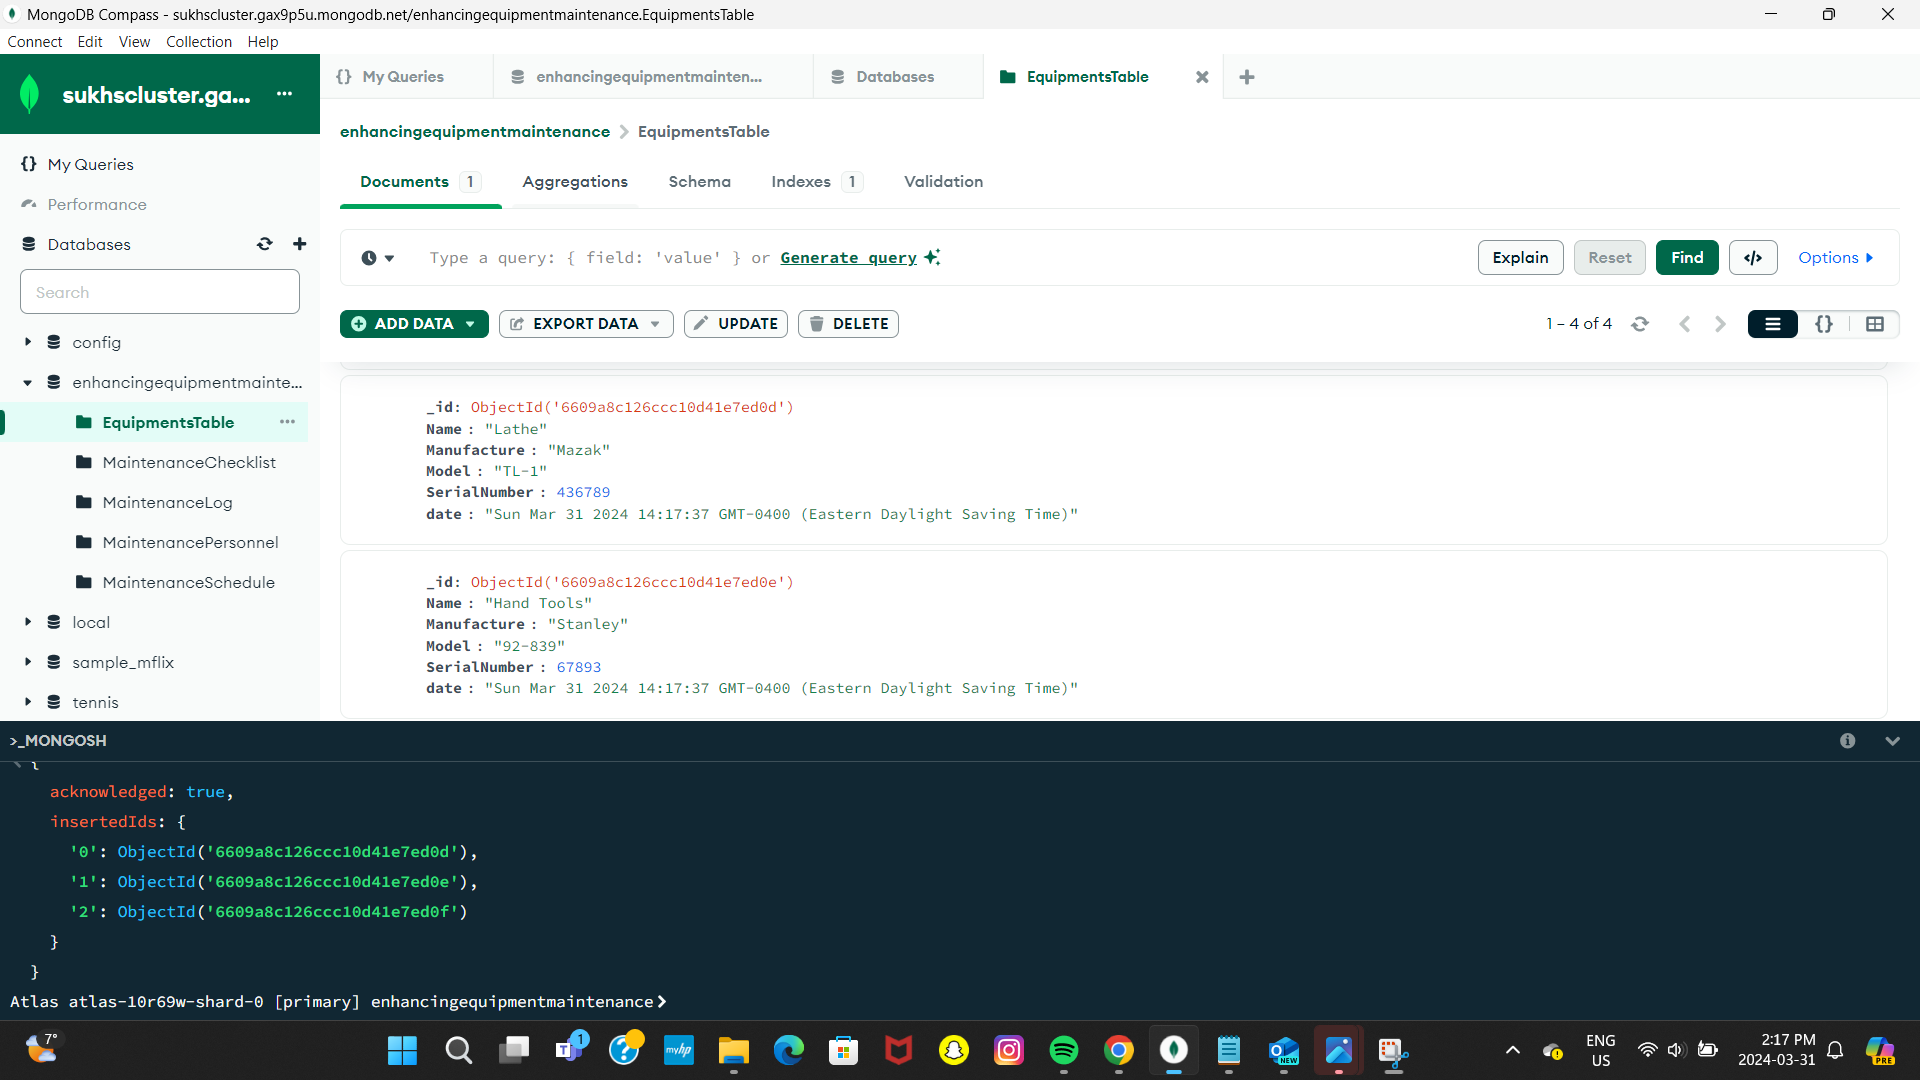 MongoDB Compass - sukhscluster.gax9p5u.mongodb.net/enhancingequipmentmaintenance.EquipmentsTable
Connect Edit View Collection Help
sukhscluster.ga... ...
{} My Queries
enhancingequipmentmainten...
Databases
EquipmentsTable
{} My Queries
Performance
Databases
Search
config
enhancingequipmentmainte...
EquipmentsTable ...
MaintenanceChecklist
MaintenanceLog
MaintenancePersonnel
MaintenanceSchedule
local
sample_mflix
tennis
enhancingequipmentmaintenance > EquipmentsTable
Documents 1 Aggregations Schema Indexes 1 Validation
Type a query: { field: 'value' } or Generate query
Explain Reset Find </> Options
ADD DATA EXPORT DATA UPDATE DELETE
1 – 4 of 4
{}
_id: ObjectId('6609a8c126ccc10d41e7ed0d')
Name : "Lathe"
Manufacture : "Mazak"
Model : "TL-1"
SerialNumber : 436789
date : "Sun Mar 31 2024 14:17:37 GMT-0400 (Eastern Daylight Saving Time)"
_id: ObjectId('6609a8c126ccc10d41e7ed0e')
Name : "Hand Tools"
Manufacture : "Stanley"
Model : "92-839"
SerialNumber : 67893
date : "Sun Mar 31 2024 14:17:37 GMT-0400 (Eastern Daylight Saving Time)"
>_MONGOSH
{
acknowledged: true,
insertedIds: {
'0': ObjectId('6609a8c126ccc10d41e7ed0d'),
'1': ObjectId('6609a8c126ccc10d41e7ed0e'),
'2': ObjectId('6609a8c126ccc10d41e7ed0f')
}
}
Atlas atlas-10r69w-shard-0 [primary] enhancingequipmentmaintenance>
7°
1
myhp
NEW
ENG
US
2:17 PM
2024-03-31
PRE